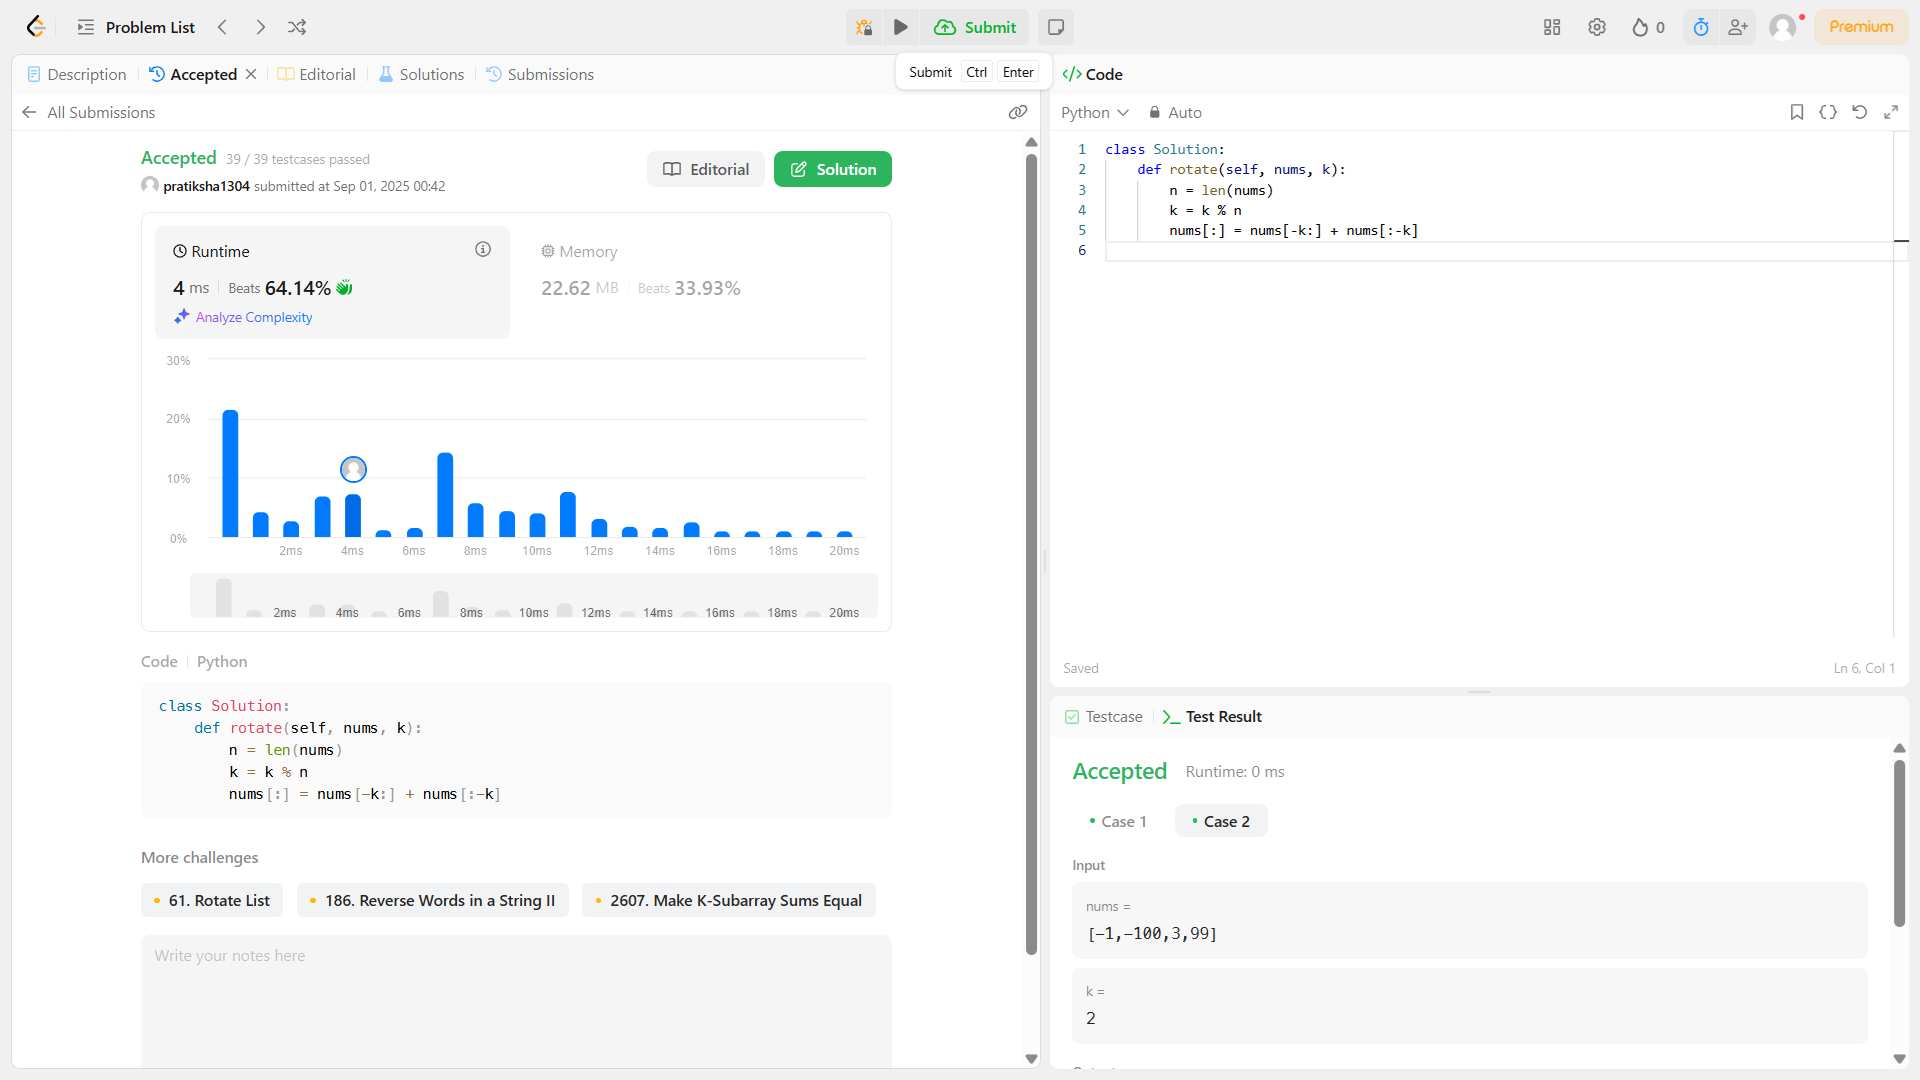 Problem List
Submit
0
Premium
Description
Accepted
Editorial
Solutions
Submissions
Submit Ctrl Enter
All Submissions
Accepted 39 / 39 testcases passed
pratiksha1304 submitted at Sep 01, 2025 00:42
Editorial
Solution
Runtime
4 ms Beats 64.14%
Analyze Complexity
Memory
22.62 MB Beats 33.93%
30%
20%
10%
0%
2ms 4ms 6ms 8ms 10ms 12ms 14ms 16ms 18ms 20ms
2ms 4ms 6ms 8ms 10ms 12ms 14ms 16ms 18ms 20ms
Code Python
class Solution:
def rotate(self, nums, k):
n = len(nums)
k = k % n
nums[:] = nums[-k:] + nums[:-k]
More challenges
61. Rotate List
186. Reverse Words in a String II
2607. Make K-Subarray Sums Equal
Write your notes here
</> Code
Python
Auto
1 class Solution:
2 def rotate(self, nums, k):
3 n = len(nums)
4 k = k % n
5 nums[:] = nums[-k:] + nums[:-k]
6
Saved
Ln 6, Col 1
Testcase
Test Result
Accepted Runtime: 0 ms
Case 1
Case 2
Input
nums =
[-1,-100,3,99]
k =
2